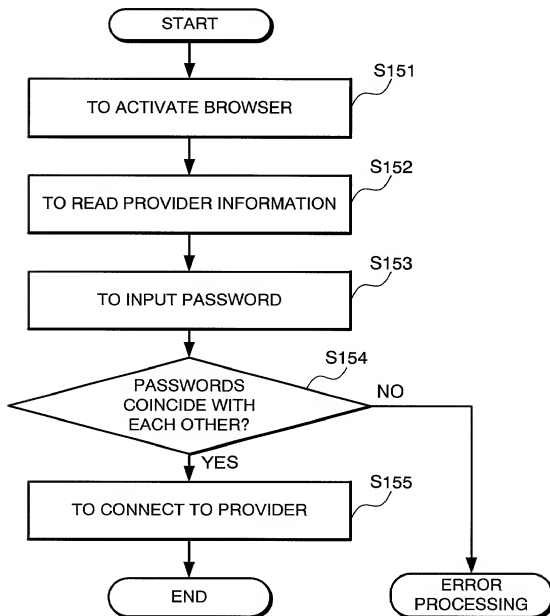 START
S151
TO ACTIVATE BROWSER
S152
TO READ PROVIDER INFORMATION
S153
TO INPUT PASSWORD
S154
PASSWORDS
COINCIDE WITH
EACH OTHER?
NO
YES
S155
TO CONNECT TO PROVIDER
END
ERROR
PROCESSING